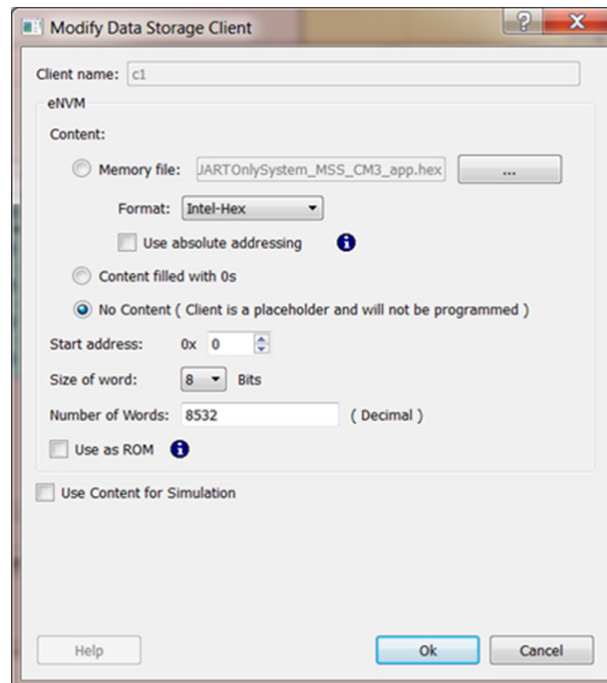 Modify Data Storage Client
Client name: c1
eNVM
Content:
Memory file: JARTOnlySystem_MSS_CM3_app.hex ...
Format: Intel-Hex
Use absolute addressing
Content filled with 0s
No Content ( Client is a placeholder and will not be programmed )
Start address: 0x 0
Size of word: 8 Bits
Number of Words: 8532 ( Decimal )
Use as ROM
Use Content for Simulation
Help Ok Cancel